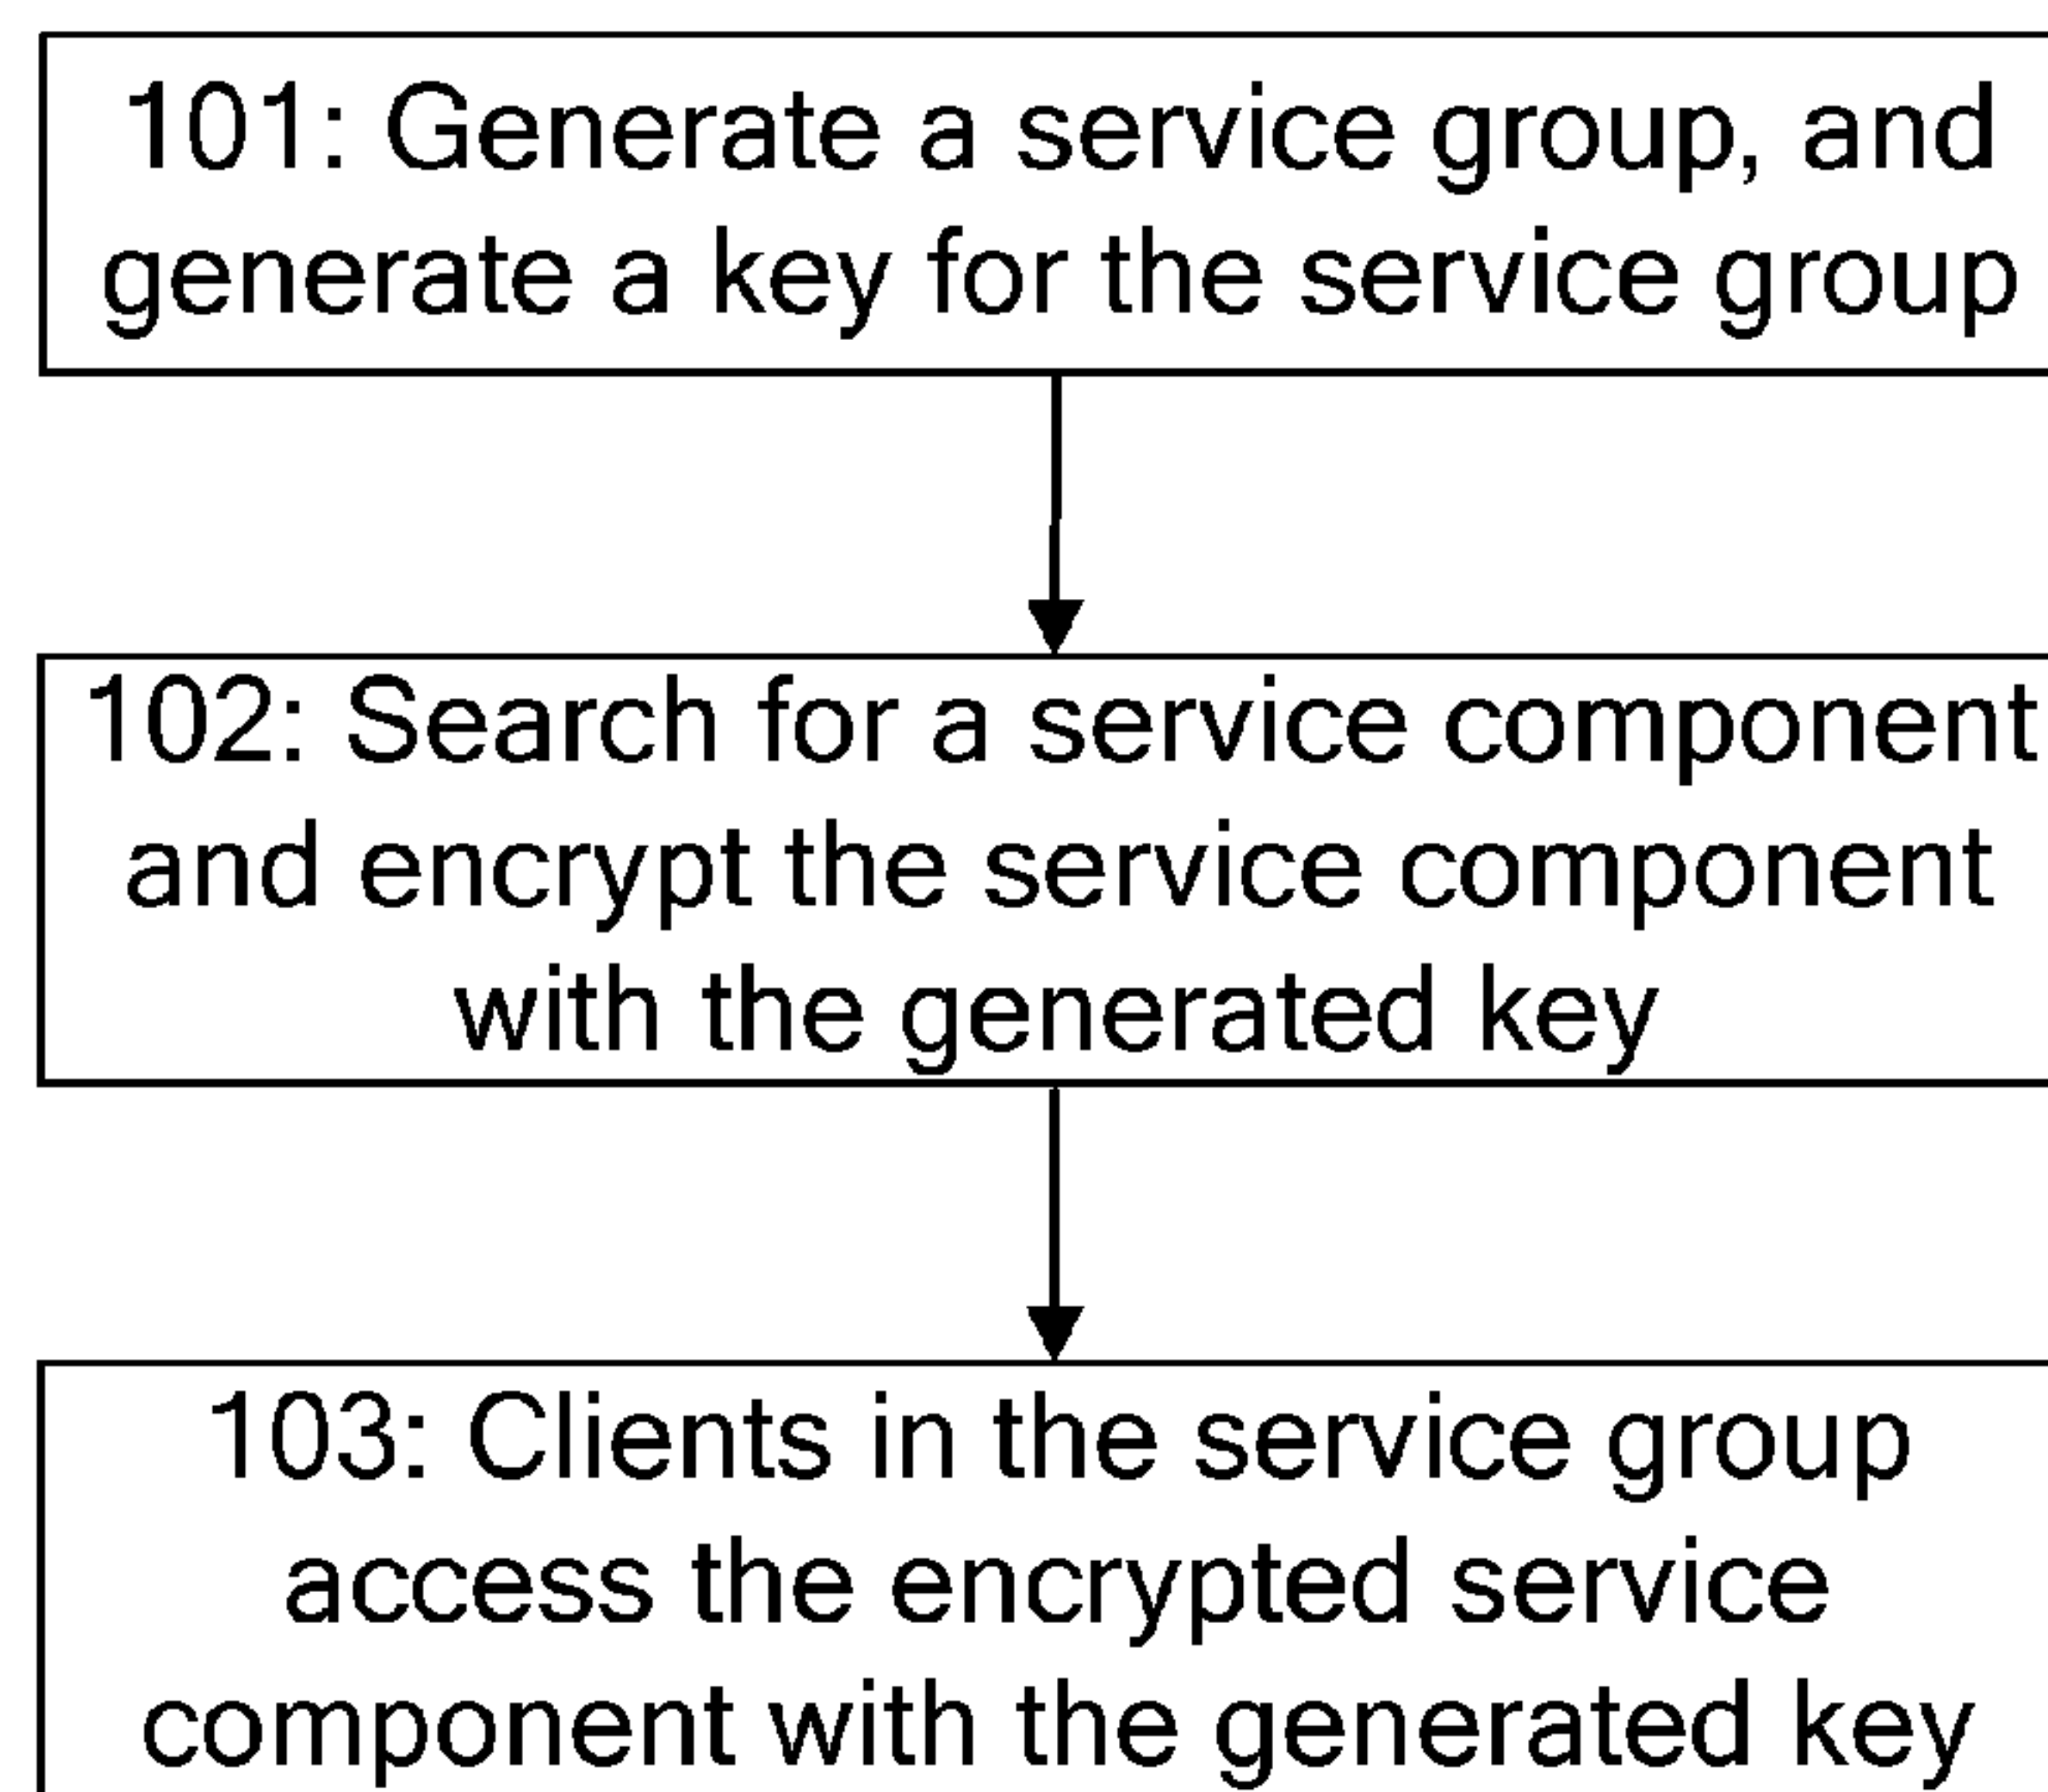 101: Generate a service group, and
generate a key for the service group
102: Search for a service component
and encrypt the service component
with the generated key
103: Clients in the service group
access the encrypted service
component with the generated key